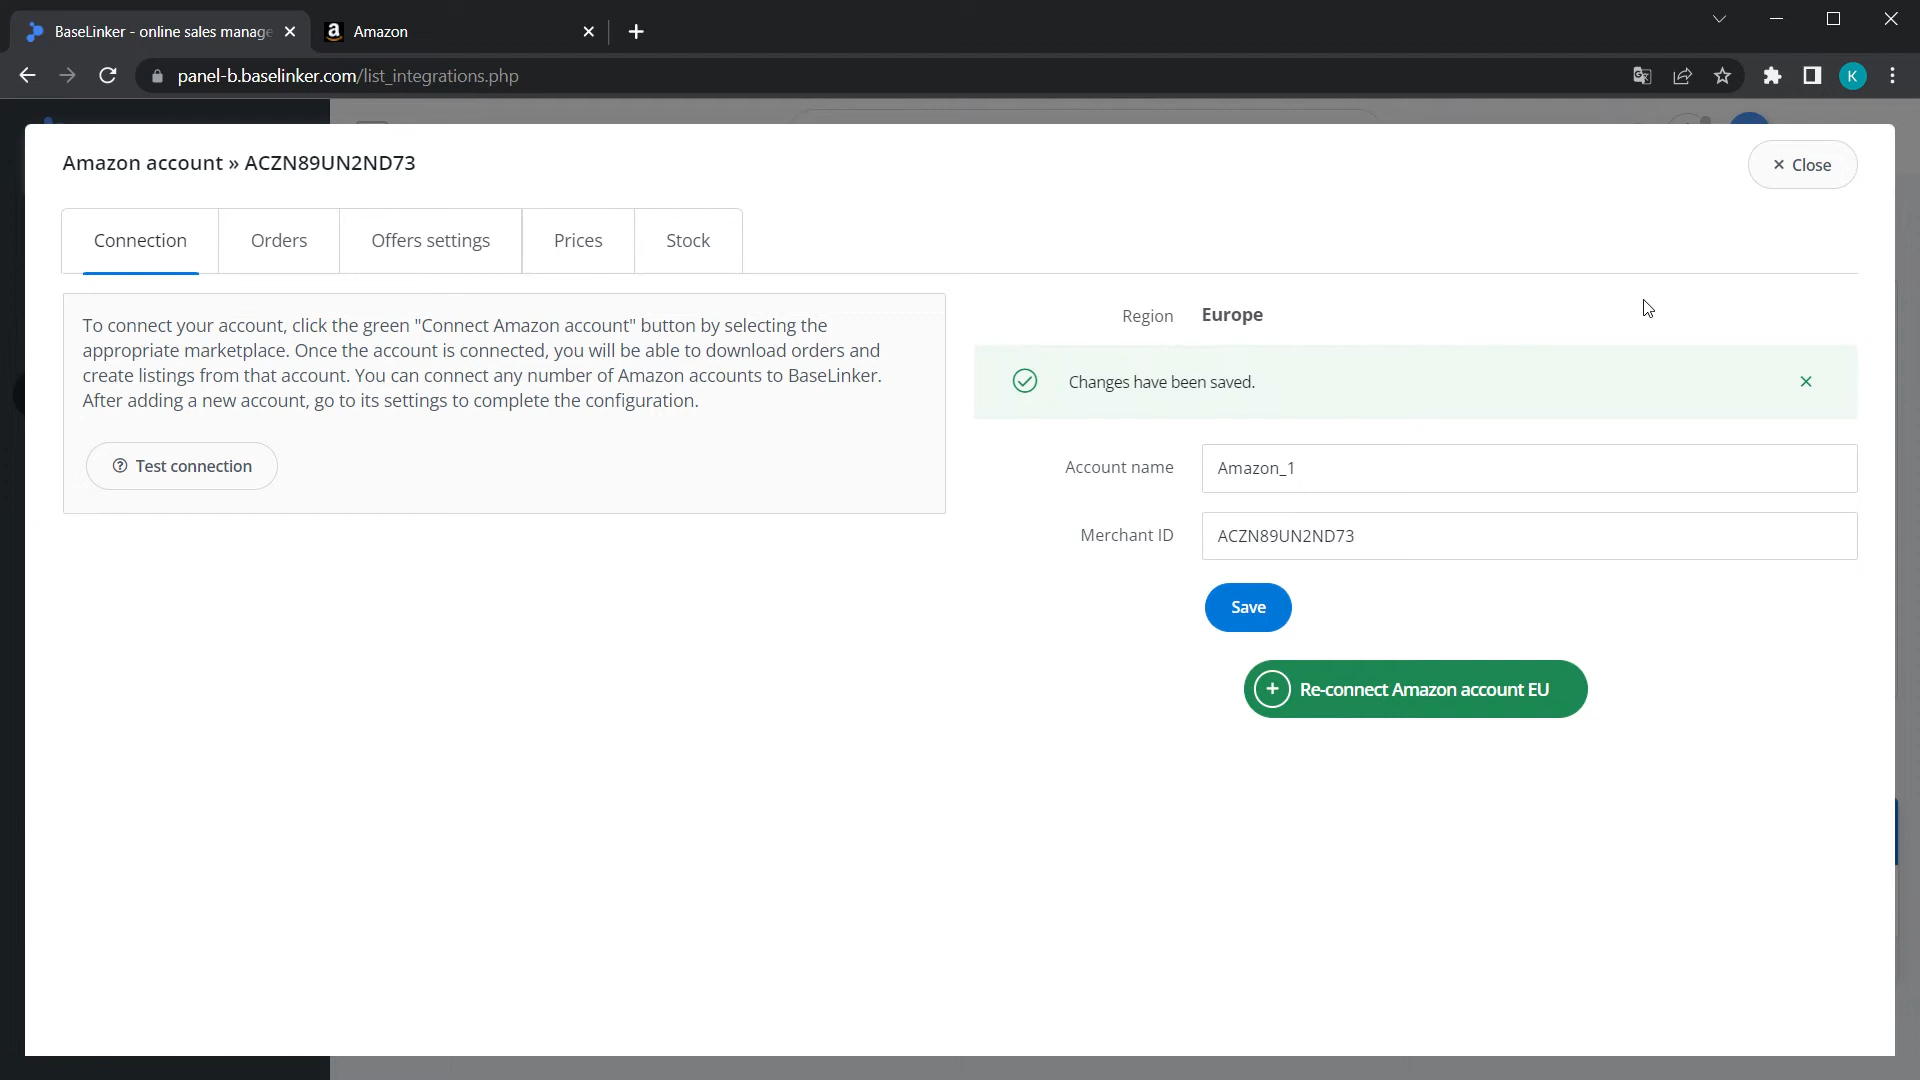 BaseLinker - online sales manage
Amazon
panel-b.baselinker.com/list_integrations.php
K
Amazon account » ACZN89UN2ND73
× Close
Connection
Orders
Offers settings
Prices
Stock
To connect your account, click the green "Connect Amazon account" button by selecting the
appropriate marketplace. Once the account is connected, you will be able to download orders and
create listings from that account. You can connect any number of Amazon accounts to BaseLinker.
After adding a new account, go to its settings to complete the configuration.
Test connection
Region Europe
Changes have been saved.
Account name Amazon_1
Merchant ID ACZN89UN2ND73
Save
Re-connect Amazon account EU